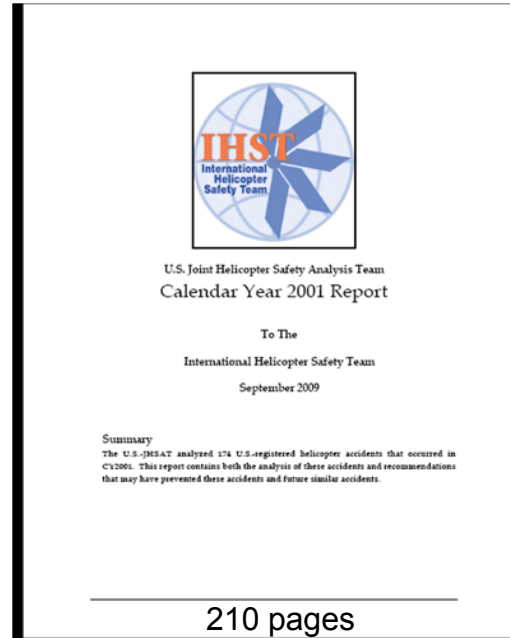 IHST
International
Helicopter
Safety Team
U.S. Joint Helicopter Safety Analysis Team
Calendar Year 2001 Report
To The
International Helicopter Safety Team
September 2009
Summary
The U.S.-JHSAT analyzed 174 U.S.-registered helicopter accidents that occurred in
CY2001. This report contains both the analysis of these accidents and recommendations
that may have prevented these accidents and future similar accidents.
210 pages